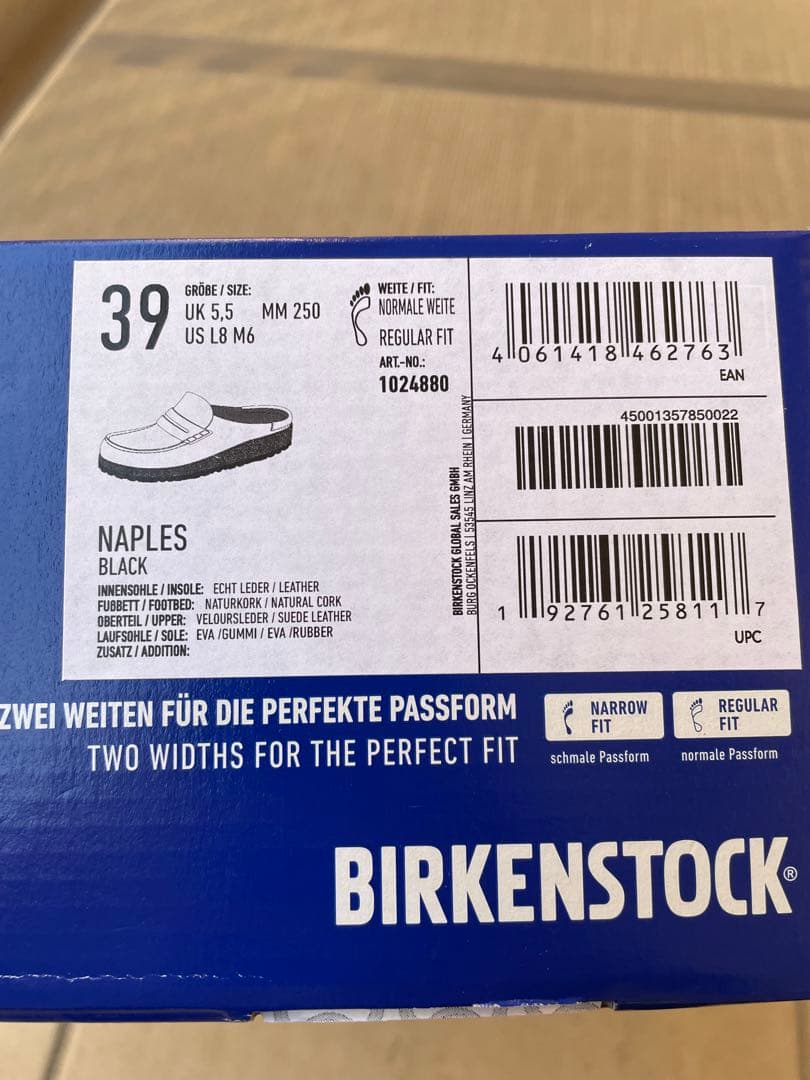 39
GRÖßE / SIZE:
UK 5,5 MM 250
US L8 M6
WEITE / FIT:
NORMALE WEITE
REGULAR FIT
ART.-NO.:
1024880
NAPLES
BLACK
INNENSOHLE / INSOLE: ECHT LEDER / LEATHER
FUßBETT / FOOTBED: NATURKORK / NATURAL CORK
OBERTEIL / UPPER: VELOURSLEDER / SUEDE LEATHER
LAUFSOHLE / SOLE: EVA /GUMMI / EVA /RUBBER
ZUSATZ / ADDITION:
BIRKENSTOCK GLOBAL SALES GMBH
BURG OCKENFELS | 53545 LINZ AM RHEIN | GERMANY
4 061418 462763
EAN
45001357850022
1 92761 25811 7
UPC
ZWEI WEITEN FÜR DIE PERFEKTE PASSFORM
TWO WIDTHS FOR THE PERFECT FIT
NARROW
FIT
schmale Passform
REGULAR
FIT
normale Passform
BIRKENSTOCK®